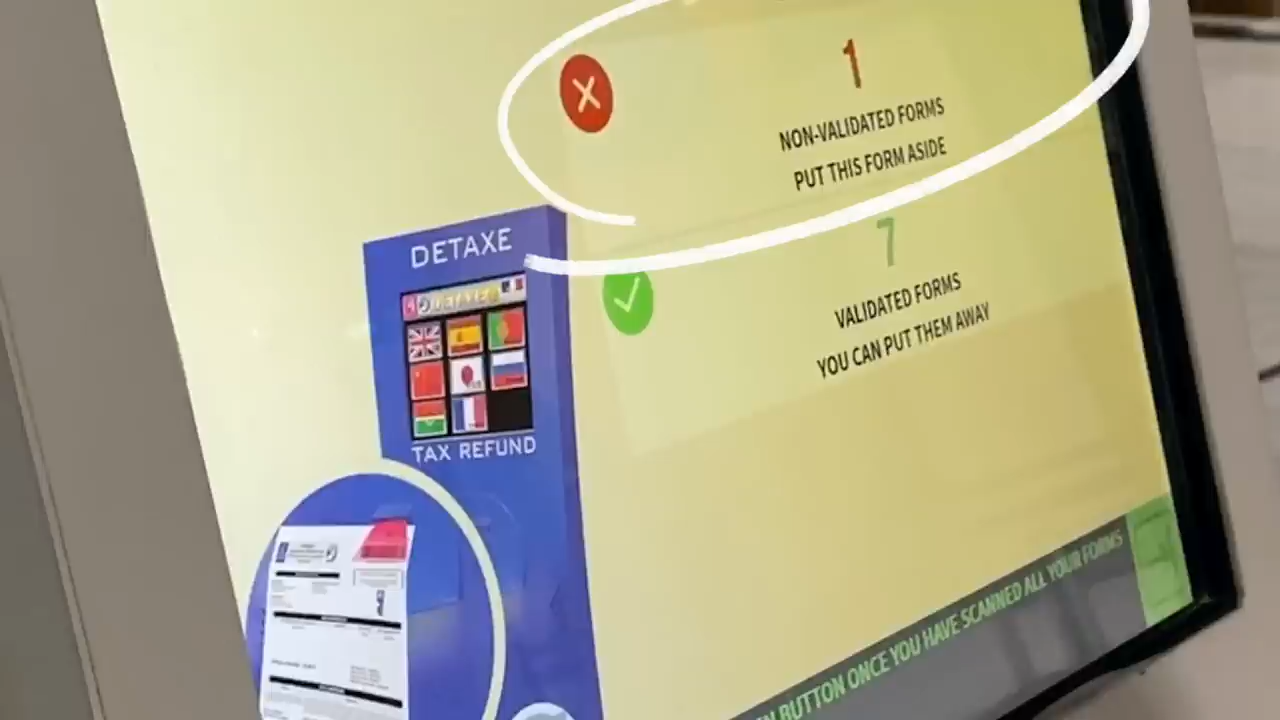 1
NON-VALIDATED FORMS
PUT THIS FORM ASIDE
7
VALIDATED FORMS
YOU CAN PUT THEM AWAY
DETAXE
TAX REFUND
BUTTON ONCE YOU HAVE SCANNED ALL YOUR FORMS